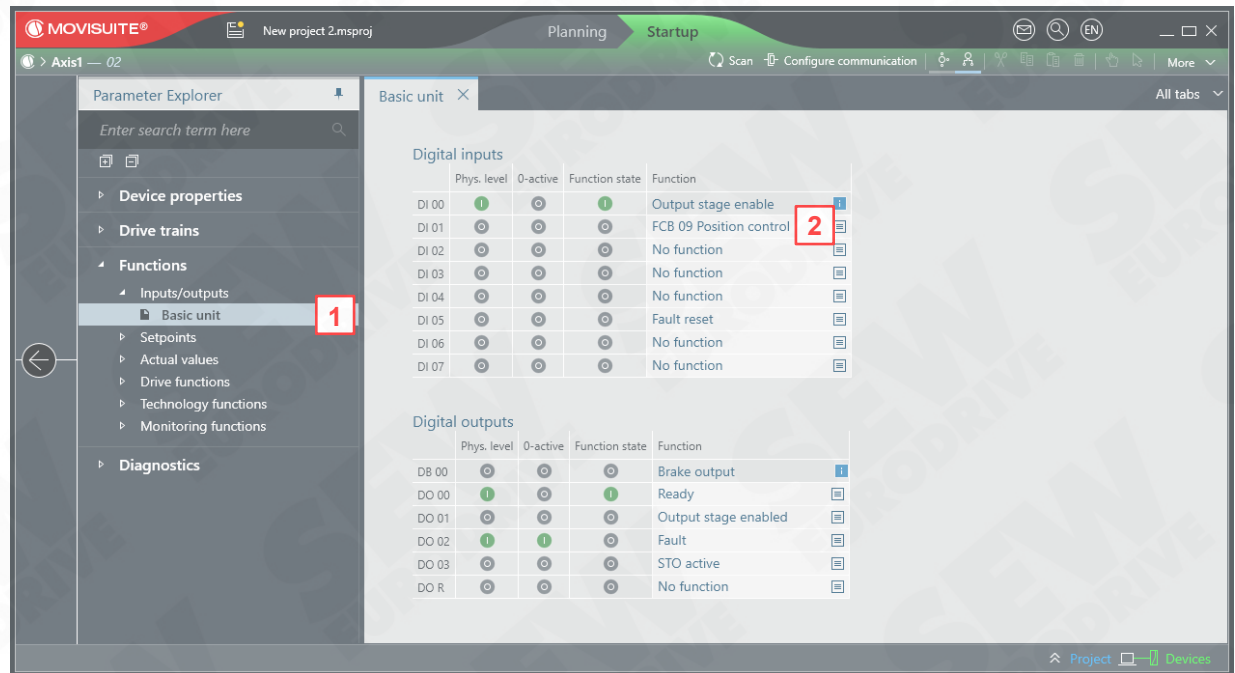 MOVISUITE® New project 2.msproj Planning Startup EN
> Axis1 — 02 Scan Configure communication More
Parameter Explorer
Enter search term here
Device properties
Drive trains
Functions
Inputs/outputs
Basic unit 1
Setpoints
Actual values
Drive functions
Technology functions
Monitoring functions
Diagnostics
Basic unit All tabs
Digital inputs
Phys. level 0-active Function state Function
DI 00 Output stage enable
DI 01 FCB 09 Position control 2
DI 02 No function
DI 03 No function
DI 04 No function
DI 05 Fault reset
DI 06 No function
DI 07 No function
Digital outputs
Phys. level 0-active Function state Function
DB 00 Brake output
DO 00 Ready
DO 01 Output stage enabled
DO 02 Fault
DO 03 STO active
DO R No function
Project Devices
SEW
EURODRIVE